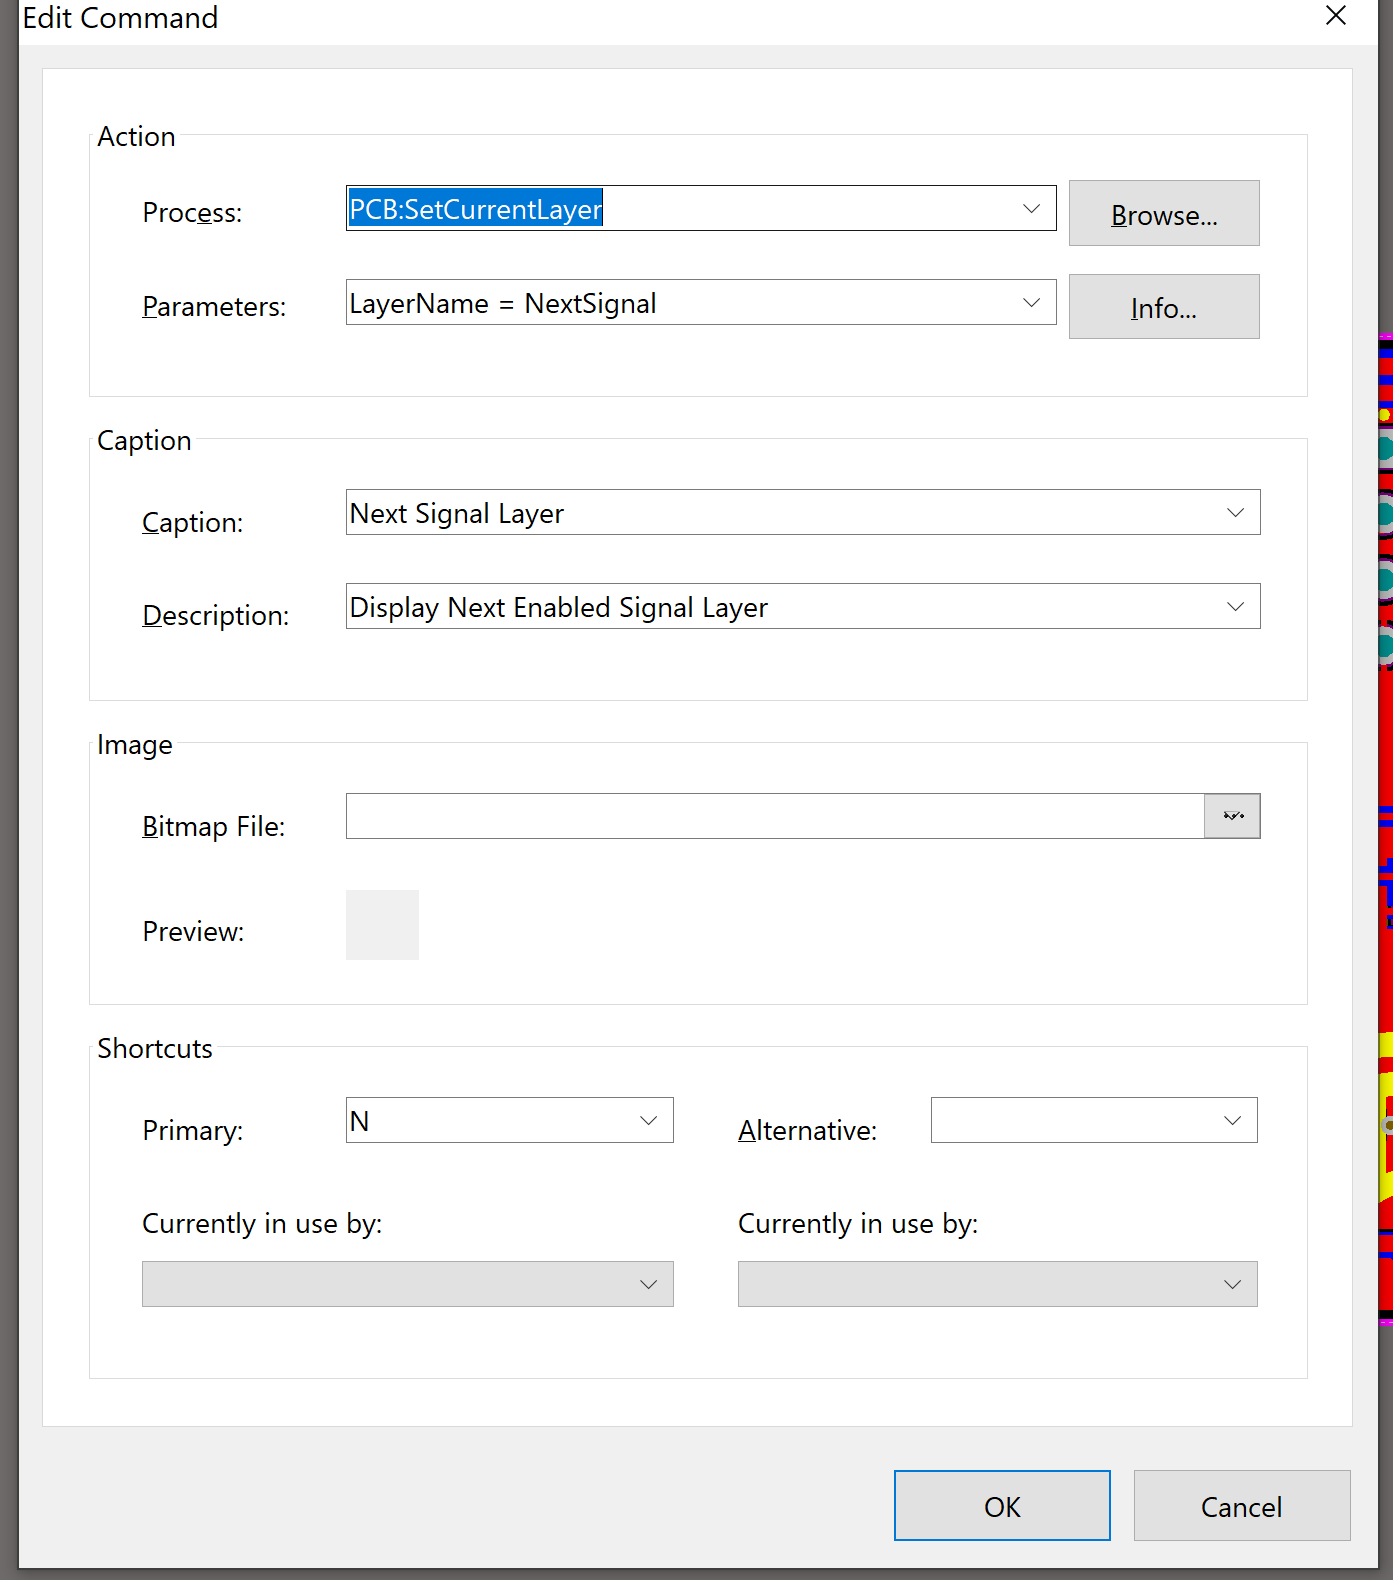 Edit Command
Action
Process: PCB:SetCurrentLayer Browse...
Parameters: LayerName = NextSignal Info...
Caption
Caption: Next Signal Layer
Description: Display Next Enabled Signal Layer
Image
Bitmap File:
Preview:
Shortcuts
Primary: N Alternative:
Currently in use by: Currently in use by:
OK Cancel